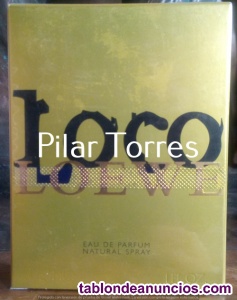 Loco
Pilar Torres
LOEWE
EAU DE PARFUM
NATURAL SPRAY
tablondeanuncios.com